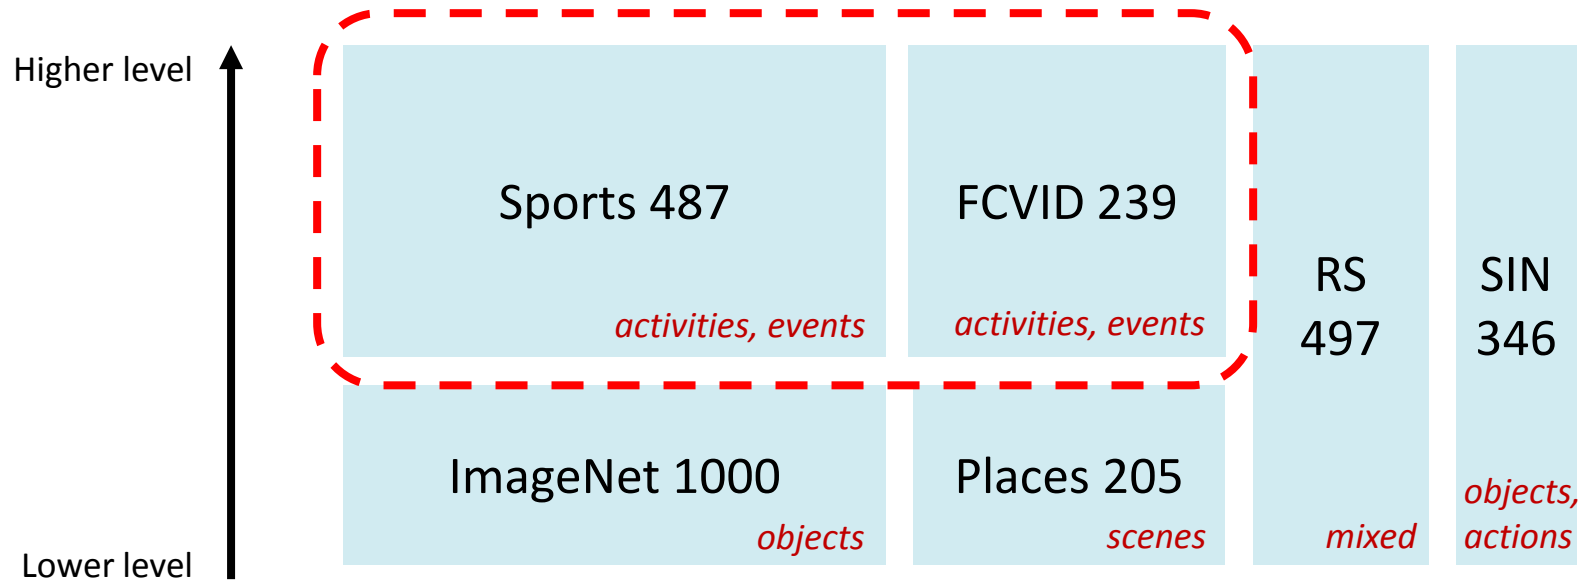 Higher level
Sports 487
activities, events
FCVID 239
activities, events
RS
497
mixed
SIN
346
objects,
actions
ImageNet 1000
objects
Places 205
scenes
Lower level